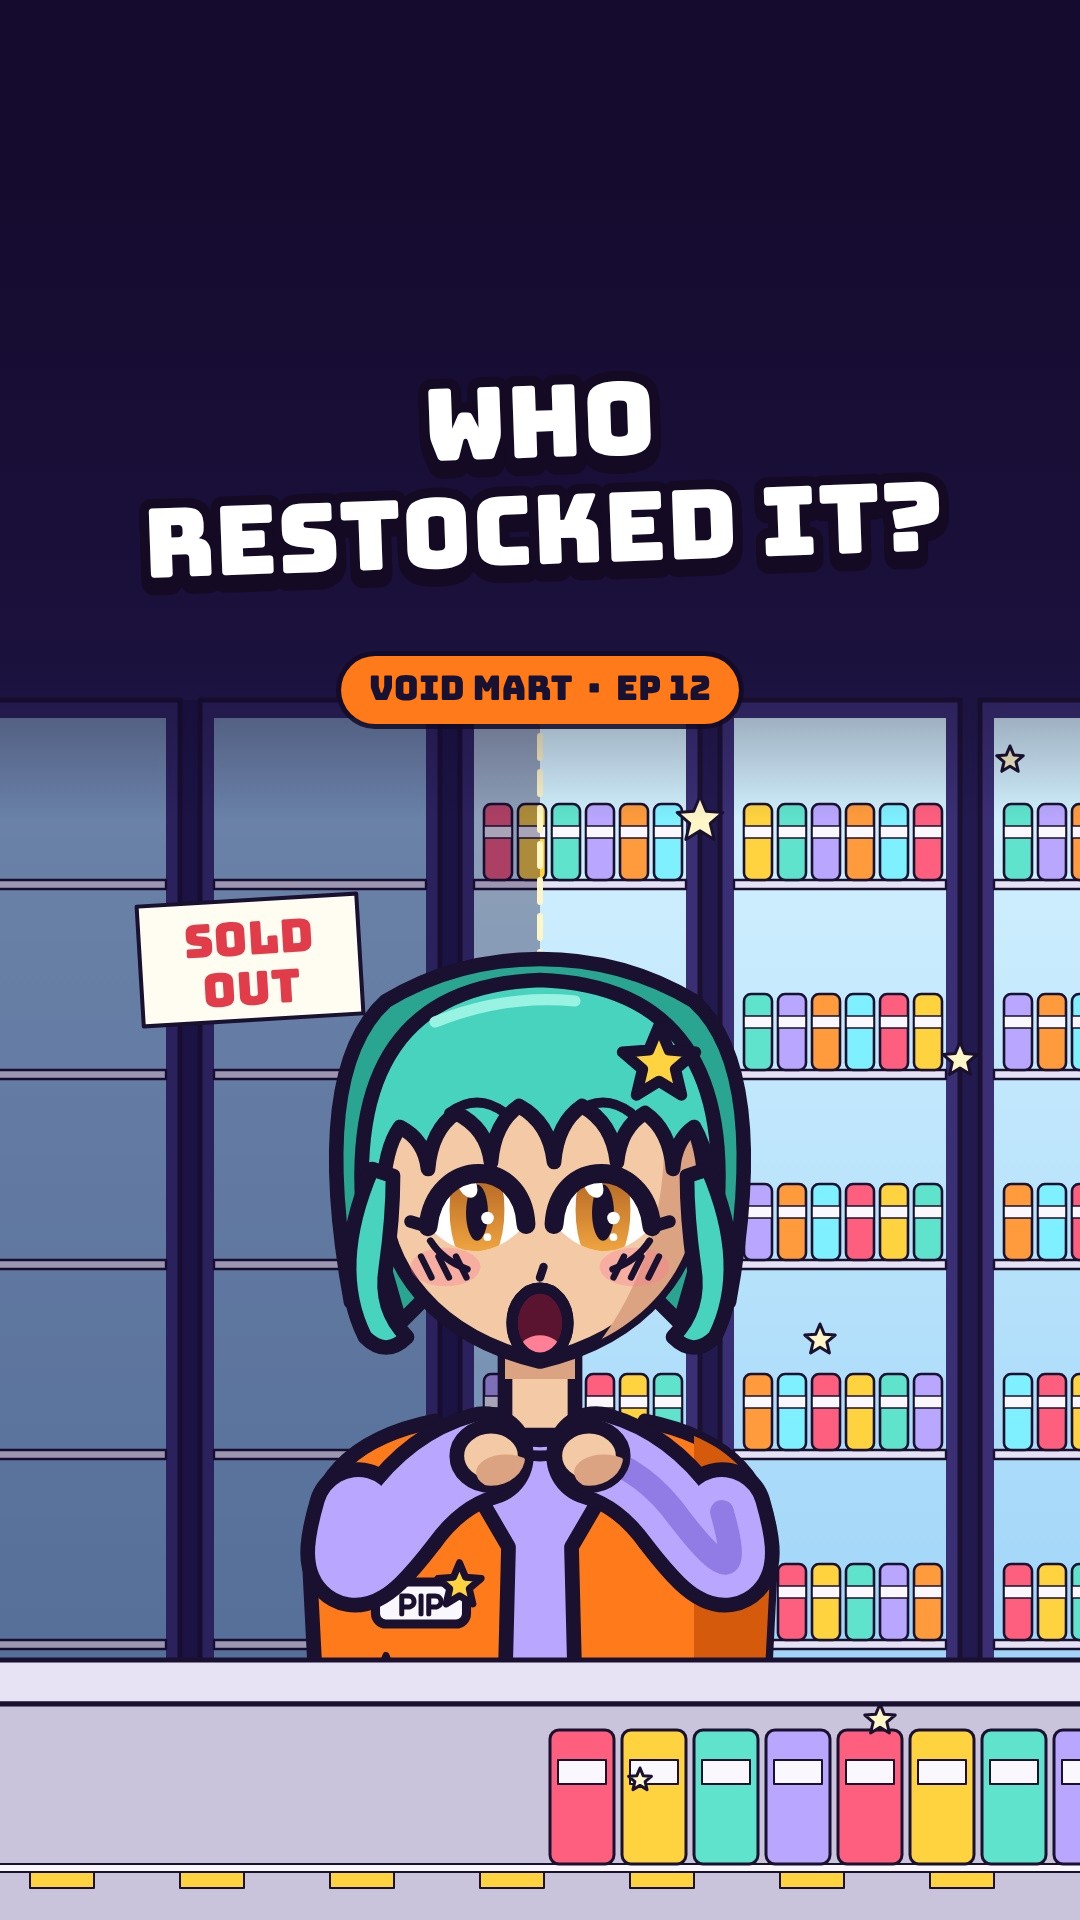 WHO
RESTOCKED IT?
VOID MART · EP 12
SOLD
OUT
PIP